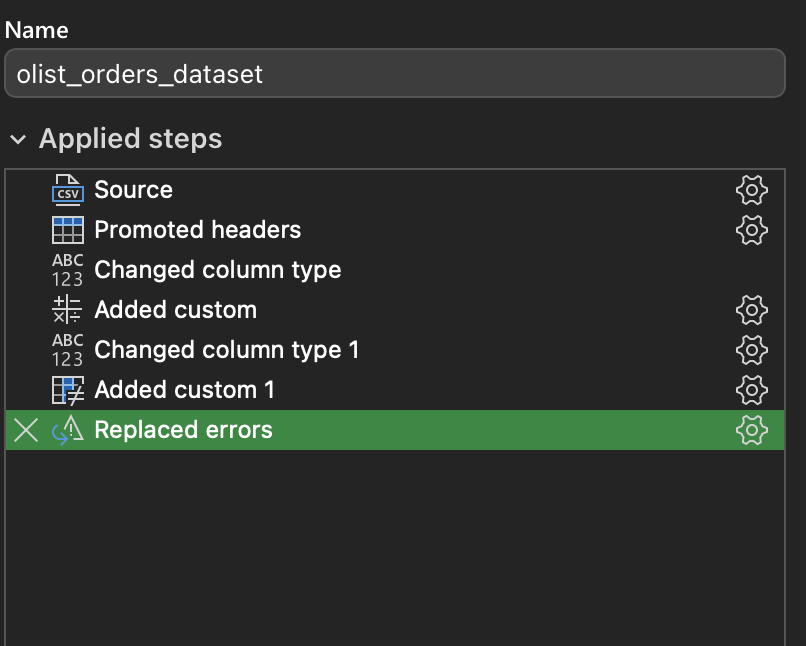 Name
olist_orders_dataset
Applied steps
CSV Source
Promoted headers
ABC 123 Changed column type
Added custom
ABC 123 Changed column type 1
Added custom 1
Replaced errors